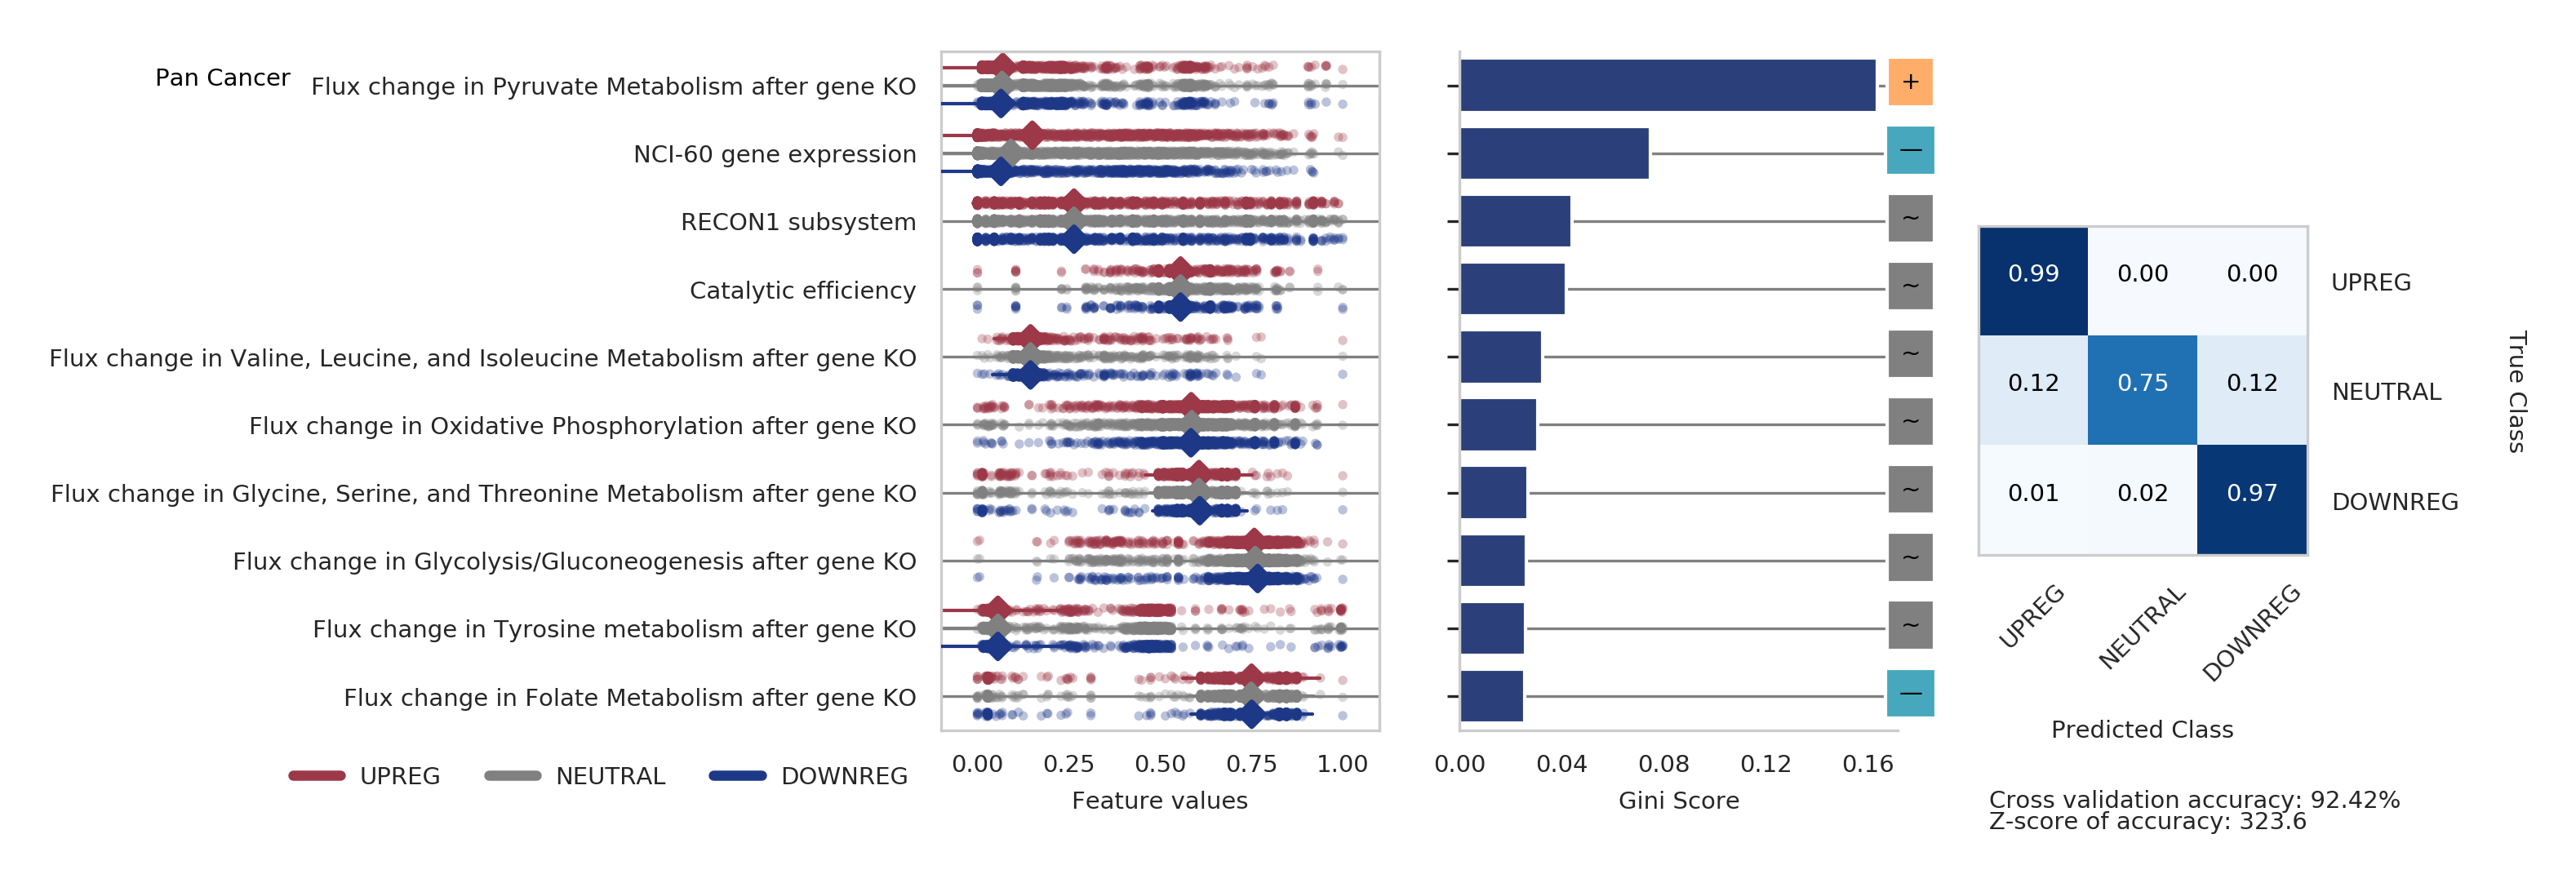 Pan Cancer
Flux change in Pyruvate Metabolism after gene KO
NCI-60 gene expression
RECON1 subsystem
Catalytic efficiency
Flux change in Valine, Leucine, and Isoleucine Metabolism after gene KO
Flux change in Oxidative Phosphorylation after gene KO
Flux change in Glycine, Serine, and Threonine Metabolism after gene KO
Flux change in Glycolysis/Gluconeogenesis after gene KO
Flux change in Tyrosine metabolism after gene KO
Flux change in Folate Metabolism after gene KO
UPREG NEUTRAL DOWNREG
0.00 0.25 0.50 0.75 1.00
Feature values
+
—
~
~
~
~
~
~
~
—
0.00 0.04 0.08 0.12 0.16
Gini Score
0.99 0.00 0.00 UPREG
0.12 0.75 0.12 NEUTRAL
0.01 0.02 0.97 DOWNREG
True Class
UPREG NEUTRAL DOWNREG
Predicted Class
Cross validation accuracy: 92.42%
Z-score of accuracy: 323.6